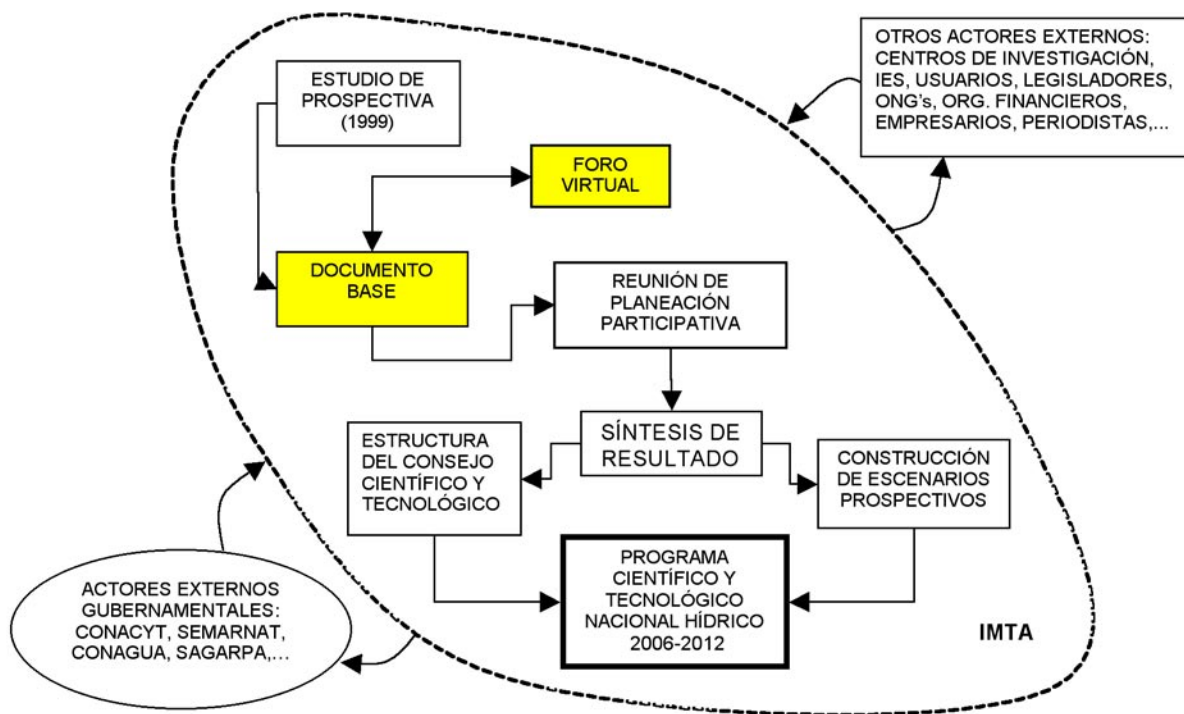 ESTUDIO DE
PROSPECTIVA
(1999)
OTROS ACTORES EXTERNOS:
CENTROS DE INVESTIGACIÓN,
IES, USUARIOS, LEGISLADORES,
ONG's, ORG. FINANCIEROS,
EMPRESARIOS, PERIODISTAS,...
FORO
VIRTUAL
DOCUMENTO
BASE
REUNIÓN DE
PLANEACIÓN
PARTICIPATIVA
SÍNTESIS DE
RESULTADO
ESTRUCTURA
DEL CONSEJO
CIENTÍFICO Y
TECNOLÓGICO
CONSTRUCCIÓN
DE ESCENARIOS
PROSPECTIVOS
PROGRAMA
CIENTÍFICO Y
TECNOLÓGICO
NACIONAL HÍDRICO
2006-2012
ACTORES EXTERNOS
GUBERNAMENTALES:
CONACYT, SEMARNAT,
CONAGUA, SAGARPA,...
IMTA